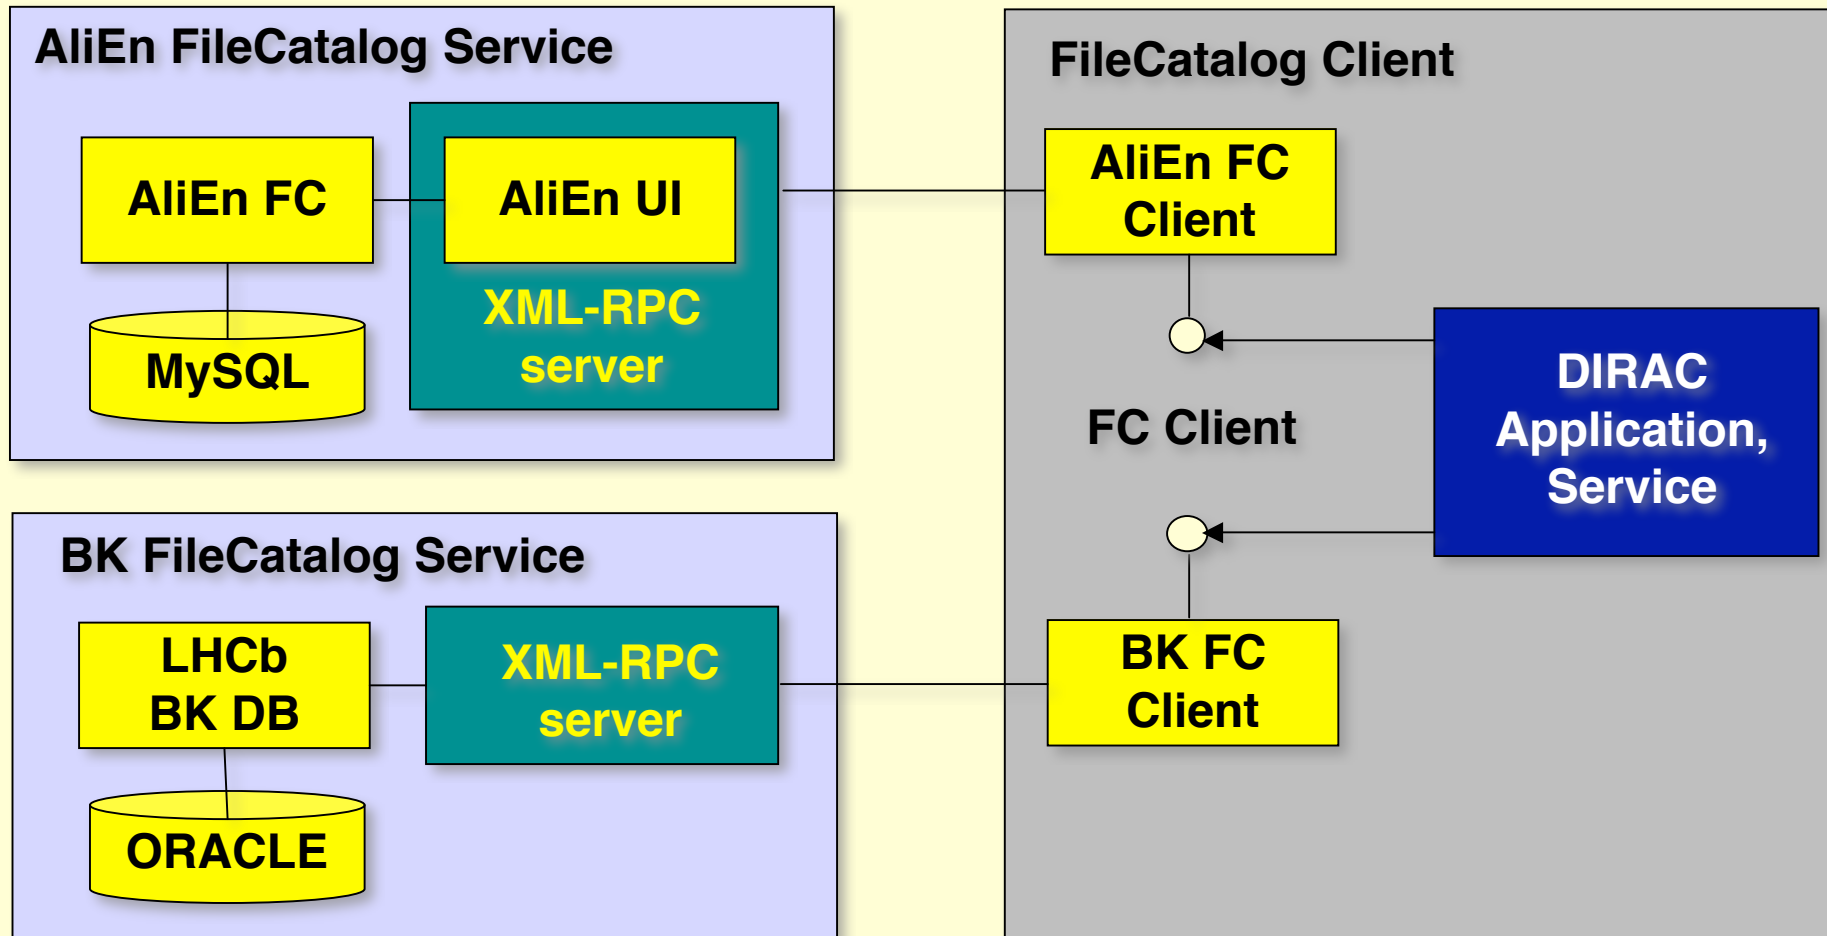 AliEn FileCatalog Service
AliEn FC
AliEn UI
XML-RPC
server
MySQL
BK FileCatalog Service
LHCb
BK DB
XML-RPC
server
ORACLE
FileCatalog Client
AliEn FC
Client
FC Client
DIRAC
Application,
Service
BK FC
Client